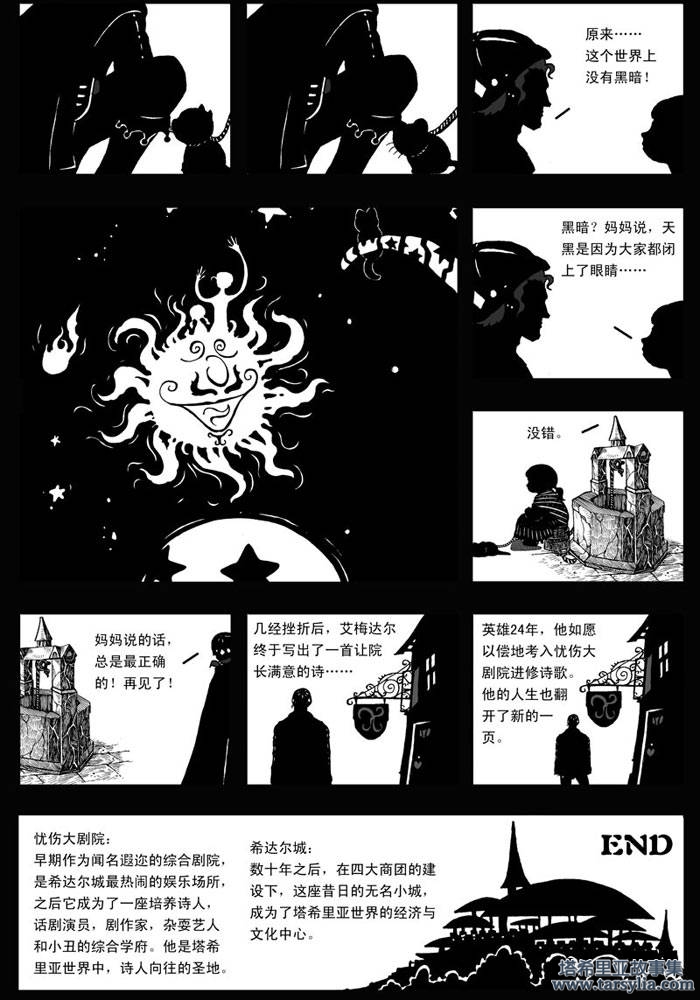 原来……
这个世界上
没有黑暗！
黑暗？妈妈说，天
黑是因为大家都闭
上了眼睛……
没错。
妈妈说的话，
总是最正确
的！再见了！
几经挫折后，艾梅达尔
终于写出了一首让院
长满意的诗……
英雄24年，他如愿
以偿地考入忧伤大
剧院进修诗歌。
他的人生也翻
开了新的一
页。
忧伤大剧院：
早期作为闻名遐迩的综合剧院，
是希达尔城最热闹的娱乐场所，
之后它成为了一座培养诗人，
话剧演员，剧作家，杂耍艺人
和小丑的综合学府。他是塔希
里亚世界中，诗人向往的圣地。
希达尔城：
数十年之后，在四大商团的建
设下，这座昔日的无名小城，
成为了塔希里亚世界的经济与
文化中心。
END
塔希里亚故事集
www.tarsylia.com